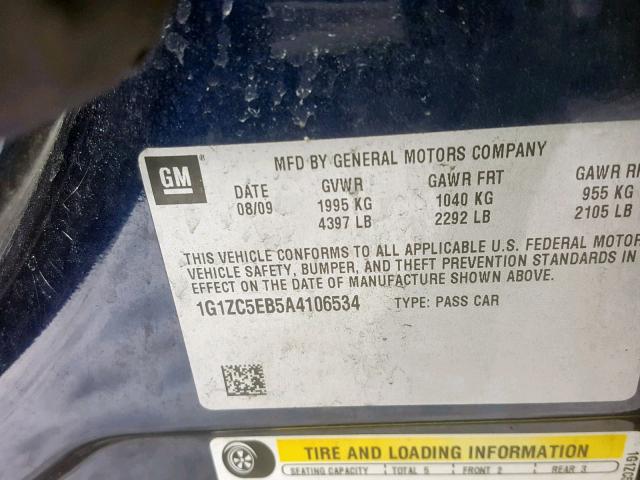 GM ®
MFD BY GENERAL MOTORS COMPANY
DATE GVWR GAWR FRT GAWR R
08/09 1995 KG 1040 KG 955 KG
4397 LB 2292 LB 2105 LB
THIS VEHICLE CONFORMS TO ALL APPLICABLE U.S. FEDERAL MOTOR
VEHICLE SAFETY, BUMPER, AND THEFT PREVENTION STANDARDS IN
EFFECT ON THE DATE OF MANUFACTURE SHOWN ABOVE.
1G1ZC5EB5A4106534 TYPE: PASS CAR
TIRE AND LOADING INFORMATION
SEATING CAPACITY TOTAL 5 FRONT 2 REAR 3